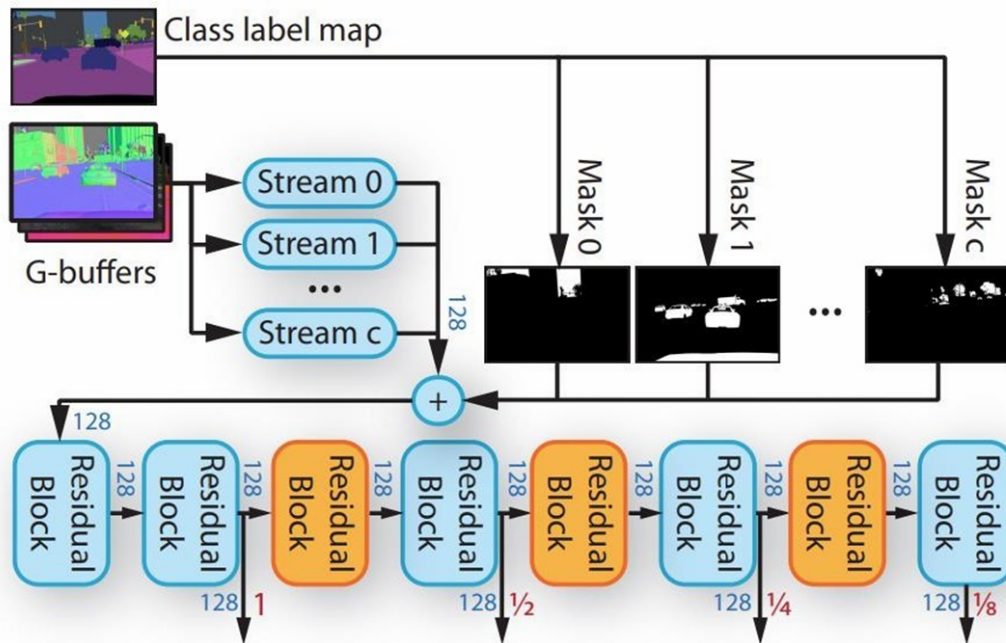 Class label map
G-buffers
Stream 0
Stream 1
...
Stream c
128
Mask 0
Mask 1
...
Mask c
+
128
Residual
Block
128
Residual
Block
128
Residual
Block
128
Residual
Block
128
Residual
Block
128
Residual
Block
128
Residual
Block
128
Residual
Block
128 1
128 ½
128 ¼
128 ⅛